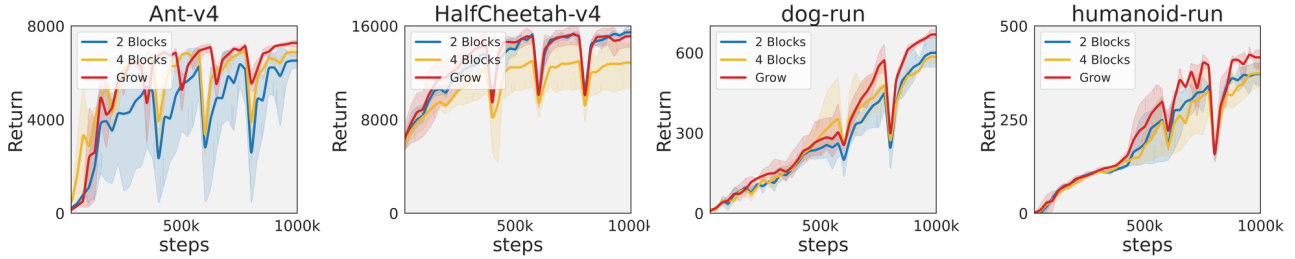 Ant-v4
8000
4000
0
Return
2 Blocks
4 Blocks
Grow
500k
1000k
steps
HalfCheetah-v4
16000
8000
0
Return
2 Blocks
4 Blocks
Grow
500k
1000k
steps
dog-run
600
300
0
Return
2 Blocks
4 Blocks
Grow
500k
1000k
steps
humanoid-run
500
250
0
Return
2 Blocks
4 Blocks
Grow
500k
1000k
steps